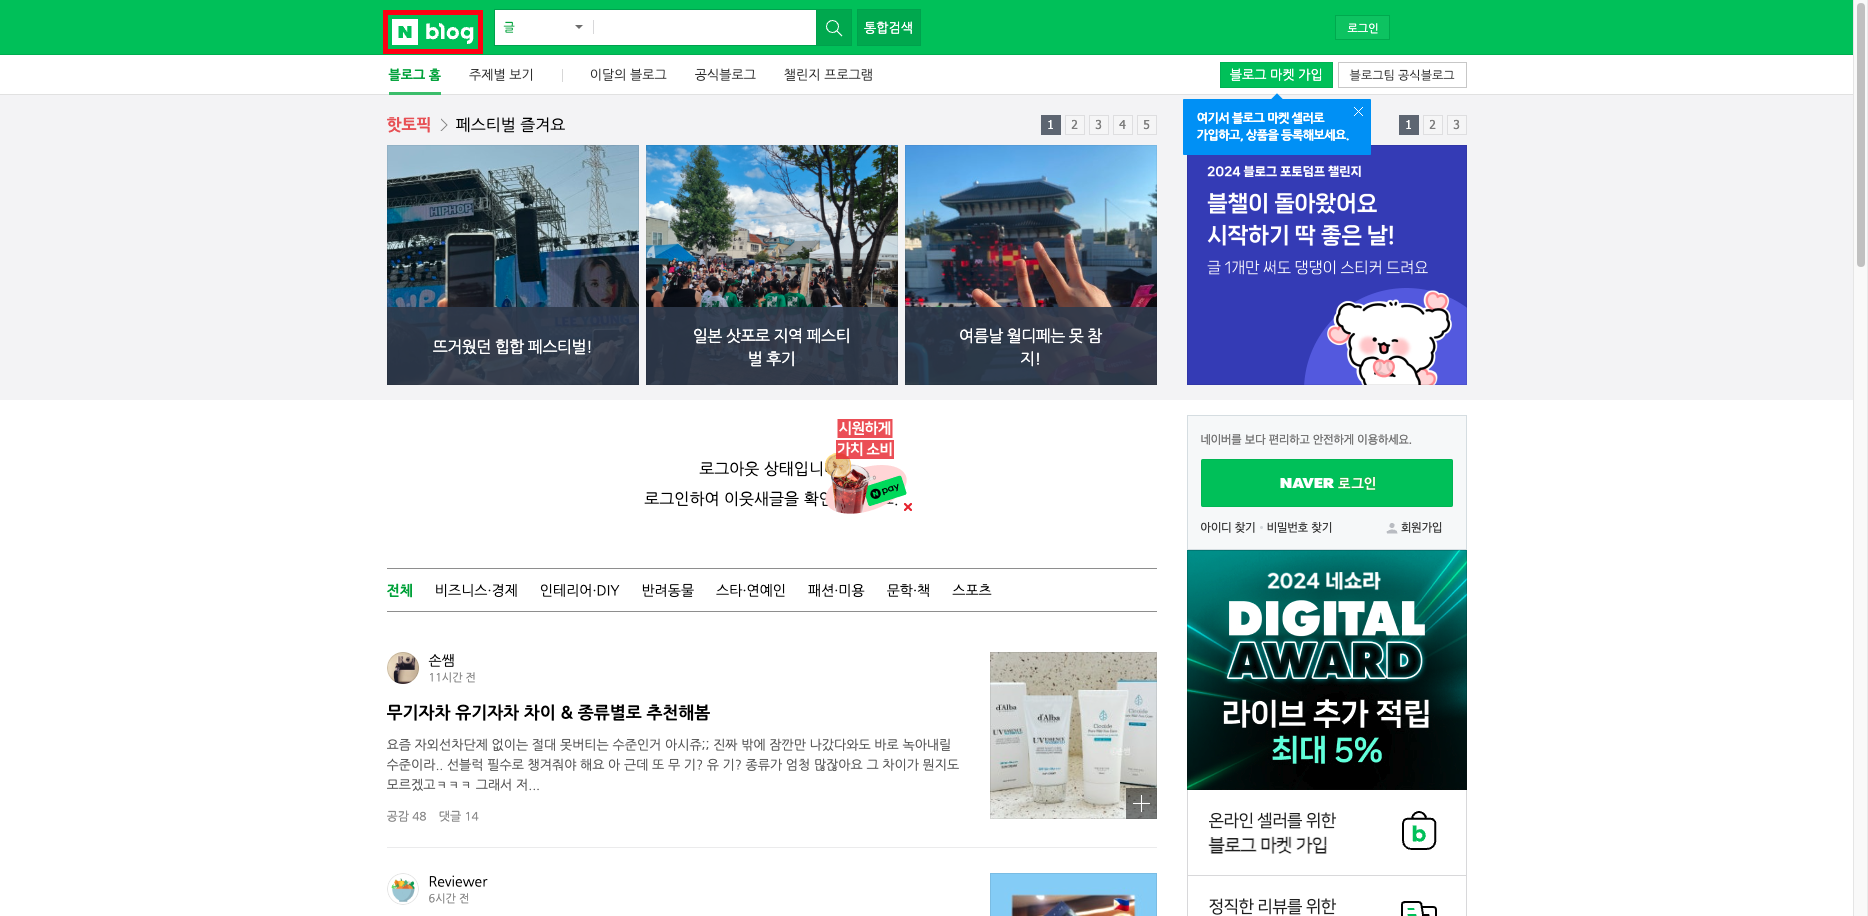 N blog
글
통합검색
로그인
블로그 홈
주제별 보기
이달의 블로그
공식블로그
챌린지 프로그램
블로그 마켓 가입
블로그팀 공식블로그
여기서 블로그 마켓 셀러로
가입하고, 상품을 등록해보세요.
핫토픽 > 페스티벌 즐겨요
1 2 3 4 5
1 2 3
HIPHOP
뜨거웠던 힙합 페스티벌!
일본 삿포로 지역 페스티
벌 후기
여름날 월디페는 못 참
지!
2024 블로그 포토덤프 챌린지
블챌이 돌아왔어요
시작하기 딱 좋은 날!
글 1개만 써도 댕댕이 스티커 드려요
시원하게
가치 소비
N pay
로그아웃 상태입니
로그인하여 이웃새글을 확인
네이버를 보다 편리하고 안전하게 이용하세요.
NAVER 로그인
아이디 찾기 · 비밀번호 찾기
회원가입
전체
비즈니스·경제
인테리어·DIY
반려동물
스타·연예인
패션·미용
문학·책
스포츠
손쌤
11시간 전
무기자차 유기자차 차이 & 종류별로 추천해봄
요즘 자외선차단제 없이는 절대 못버티는 수준인거 아시쥬;; 진짜 밖에 잠깐만 나갔다와도 바로 녹아내릴
수준이라.. 선블럭 필수로 챙겨줘야 해요 아 근데 또 무 기? 유 기? 종류가 엄청 많잖아요 그 차이가 뭔지도
모르겠고ㅋㅋㅋ 그래서 저...
공감 48 댓글 14
d'Alba
d'Alba
UVESSENCE
2024 네쇼라
DIGITAL
AWARD
라이브 추가 적립
최대 5%
온라인 셀러를 위한
블로그 마켓 가입
b
Reviewer
6시간 전
정직한 리뷰를 위한